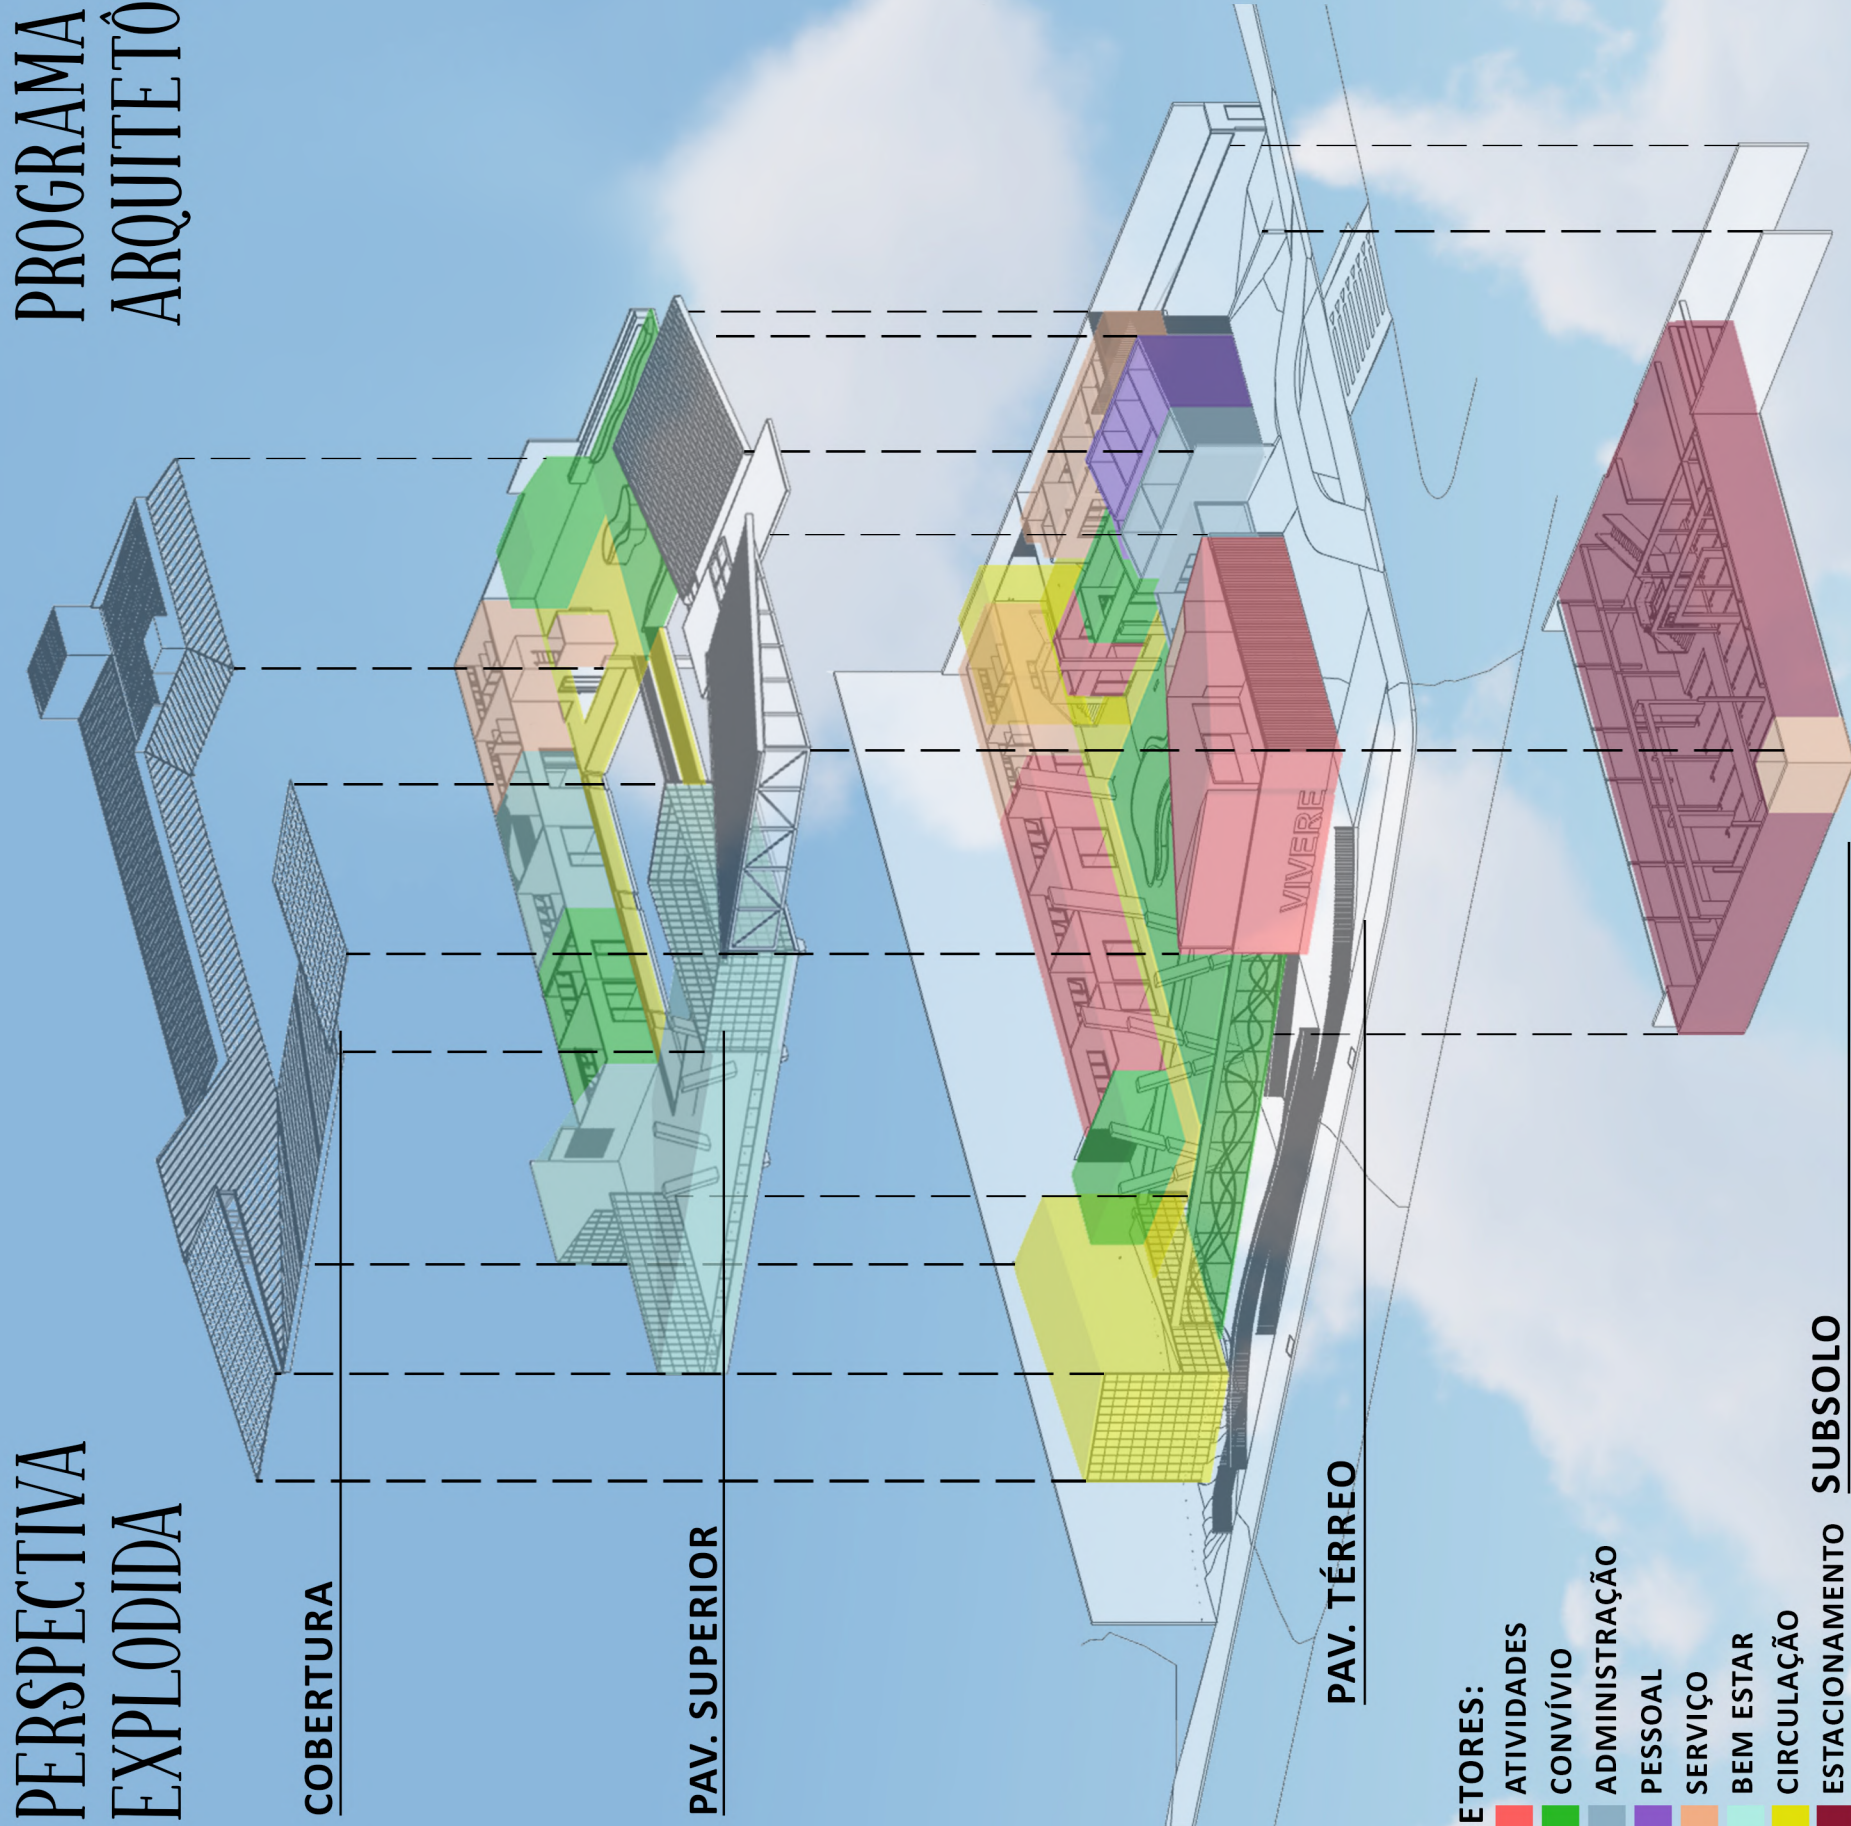 PERSPECTIVA
EXPLODIDA
PROGRAMA
ARQUITETÔ
COBERTURA
PAV. SUPERIOR
VIVERE
PAV. TÉRREO
SUBSOLO
ETORES:
ATIVIDADES
CONVÍVIO
ADMINISTRAÇÃO
PESSOAL
SERVIÇO
BEM ESTAR
CIRCULAÇÃO
ESTACIONAMENTO